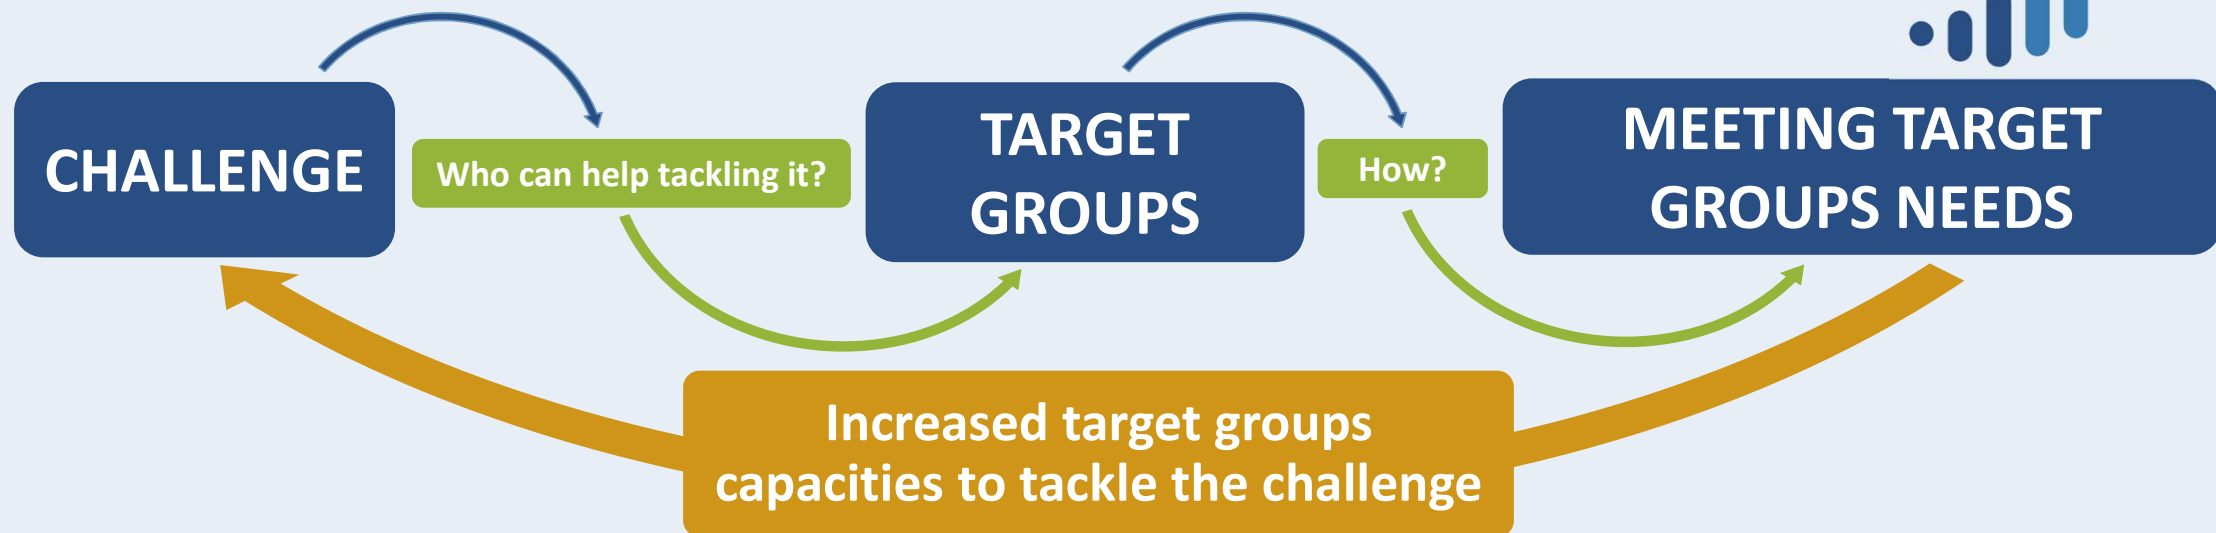 CHALLENGE
Who can help tackling it?
TARGET
GROUPS
How?
MEETING TARGET
GROUPS NEEDS
Increased target groups
capacities to tackle the challenge